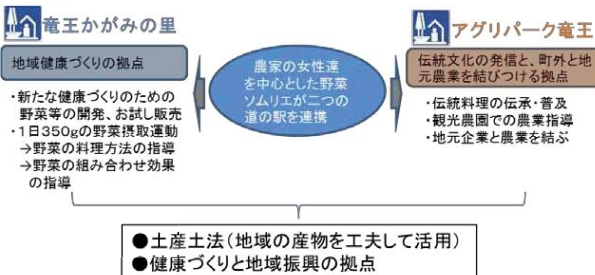 竜王かがみの里
地域健康づくりの拠点
・新たな健康づくりのための
野菜等の開発、お試し販売
・1日350gの野菜摂取運動
→野菜の料理方法の指導
→野菜の組み合わせ効果
の指導
農家の女性達
を中心とした野菜
ソムリエが二つの
道の駅を連携
アグリパーク竜王
伝統文化の発信と、町外と地
元農業を結びつける拠点
・伝統料理の伝承・普及
・観光農園での農業指導
・地元企業と農業を結ぶ
●土産土法(地域の産物を工夫して活用)
●健康づくりと地域振興の拠点